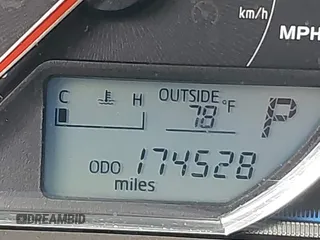 km/h
MPH
C H OUTSIDE
78 °F P
ODO 174528
miles
DREAMBID